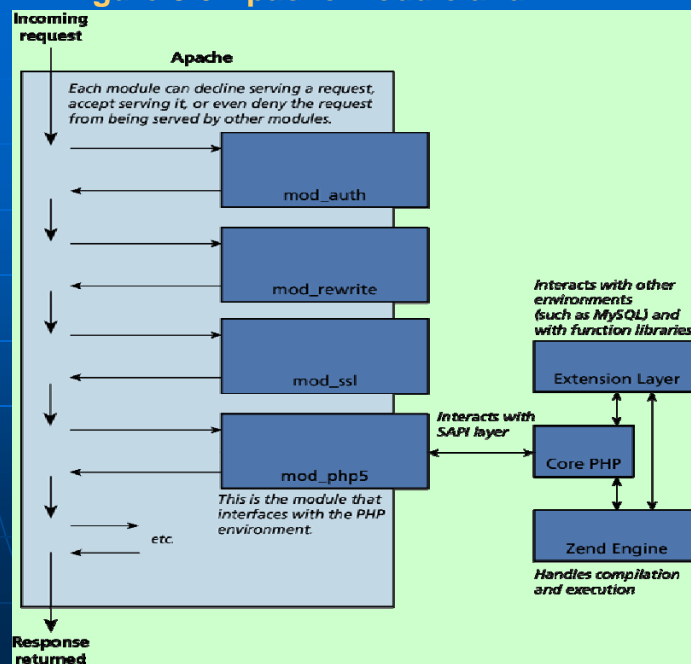 Incoming
request
Apache
Each module can decline serving a request,
accept serving it, or even deny the request
from being served by other modules.
mod_auth
mod_rewrite
mod_ssl
mod_php5
This is the module that
interfaces with the PHP
environment.
etc.
Interacts with
SAPI layer
Interacts with other
environments
(such as MySQL) and
with function libraries
Extension Layer
Core PHP
Zend Engine
Handles compilation
and execution
Response
returned